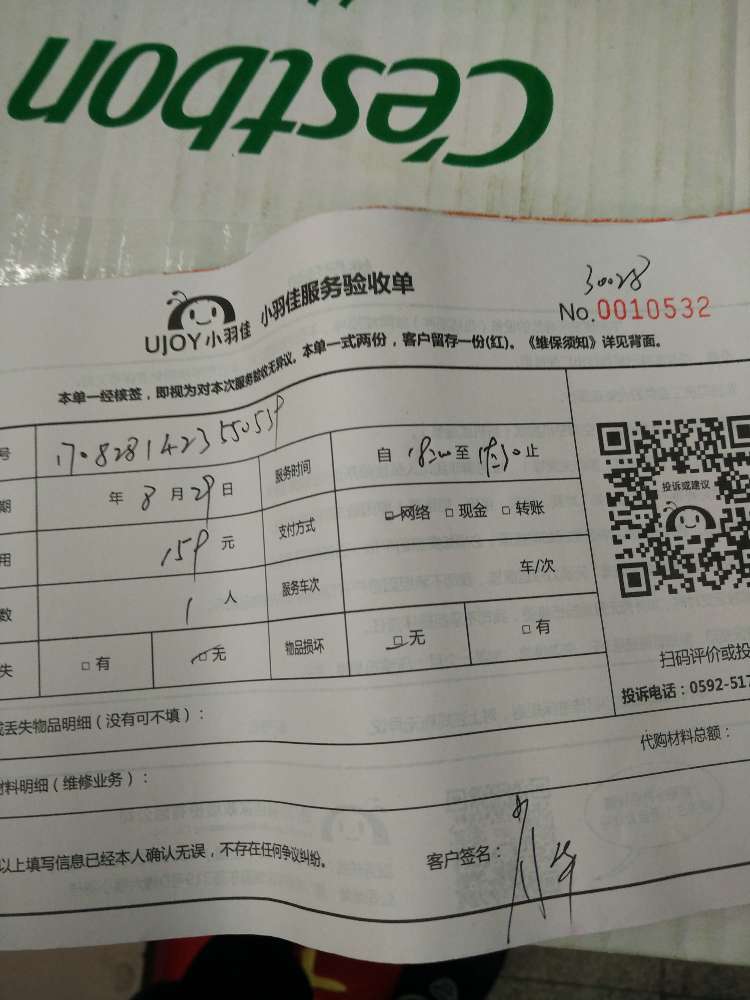 C'estbon
30028
UJOY小羽佳 小羽佳服务验收单
No.0010532
本单一经核签，即视为对本次服务验收无异议。本单一式两份，客户留存一份(红)。《维保须知》详见背面。
号 服务时间 自 至 止
期 年 8 月 29 日 支付方式 □网络 □现金 □转账
用 159 元
数 1 人 服务车次 车/次
失 □有 □无 物品损坏 □无 □有
投诉或建议
扫码评价或投
投诉电话：0592-517
或丢失物品明细（没有可不填）：
代购材料总额：
材料明细（维修业务）：
以上填写信息已经本人确认无误，不存在任何争议纠纷。 客户签名：